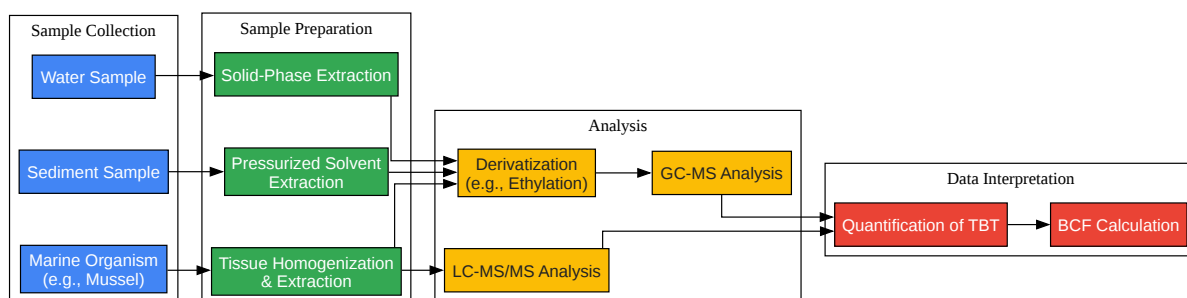 Sample Collection
Water Sample
Sediment Sample
Marine Organism
(e.g., Mussel)
Sample Preparation
Solid-Phase Extraction
Pressurized Solvent
Extraction
Tissue Homogenization
& Extraction
Analysis
Derivatization
(e.g., Ethylation)
GC-MS Analysis
LC-MS/MS Analysis
Data Interpretation
Quantification of TBT
BCF Calculation